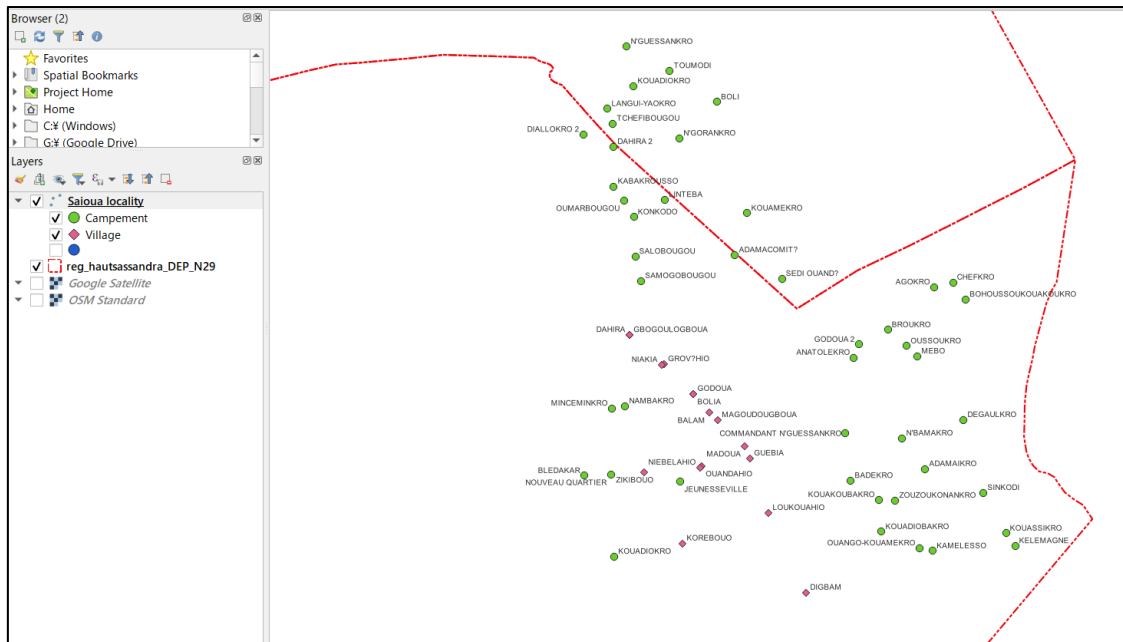 Browser (2)
Favorites
Spatial Bookmarks
Project Home
Home
C:¥ (Windows)
G:¥ (Google Drive)
Layers
Saioua locality
Campement
Village
reg_hautsassandra_DEP_N29
Google Satellite
OSM Standard
N'GUESSANKRO
TOUMODI
KOUADIOKRO
BOLI
LANGUI-YAOKRO
TCHEFIBOUGOU
DIALLOKRO 2
N'GORANKRO
DAHIRA 2
KABAKROUSSO
LINTEBA
OUMARBOUGOU
KONKODO
KOUAMEKRO
SALOBOUGOU
ADAMACOMIT?
SAMOGOBOUGOU
SEDI OUAND?
AGOKRO
CHEFKRO
BOHOUSSOUKOUAKOUKRO
DAHIRA
GBOGOULOGBOUA
BROUKRO
GODOUA 2
OUSSOUKRO
ANATOLEKRO
MEBO
NIAKIA
GROV?HIO
GODOUA
MINCEMINKRO
NAMBAKRO
BOLIA
BALAM
MAGOUDOUGBOUA
DEGAULKRO
COMMANDANT N'GUESSANKRO
N'BAMAKRO
MADOUA
GUEBIA
NIEBELAHIO
OUANDAHIO
ADAMAIKRO
BLEDAKAR
NOUVEAU QUARTIER
ZIKIBOUO
JEUNESSEVILLE
BADEKRO
KOUAKOUBAKRO
ZOUZOUKONANKRO
SINKODI
LOUKOUAHIO
KOUADIOBAKRO
KOUASSIKRO
KOREBOUO
OUANGO-KOUAMEKRO
KAMELESSO
KELEMAGNE
KOUADIOKRO
DIGBAM